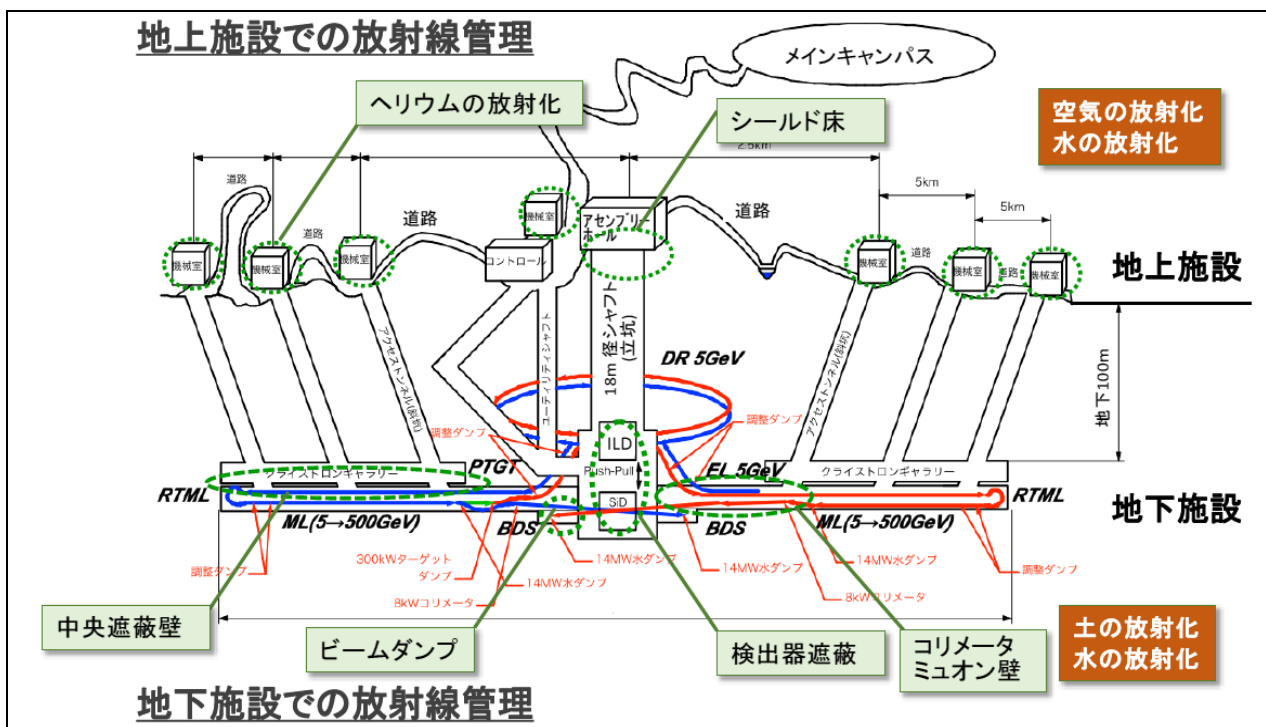 地上施設での放射線管理
メインキャンパス
ヘリウムの放射化
シールド床
空気の放射化
水の放射化
2.5km
5km
5km
道路
道路
道路
機械室
アセンブリー
ホール
道路
機械室
機械室
機械室
コントロール
機械室
道路
機械室
道路
機械室
地上施設
アクセストンネル(斜坑)
ユーティリティシャフト
18m 径シャフト
(立坑)
DR 5GeV
アクセストンネル(斜坑)
地下100m
調整ダンプ
ILD
調整ダンプ
クライストロンギャラリー
PTGT
Push-Pull
EL 5GeV
クライストロンギャラリー
RTML
SiD
RTML
ML(5→500GeV)
BDS
BDS
ML(5→500GeV)
地下施設
調整ダンプ
300kWターゲット
ダンプ
14MW水ダンプ
14MW水ダンプ
14MW水ダンプ
14MW水ダンプ
調整ダンプ
8kWコリメータ
8kWコリメータ
中央遮蔽壁
ビームダンプ
検出器遮蔽
コリメータ
ミュオン壁
土の放射化
水の放射化
地下施設での放射線管理